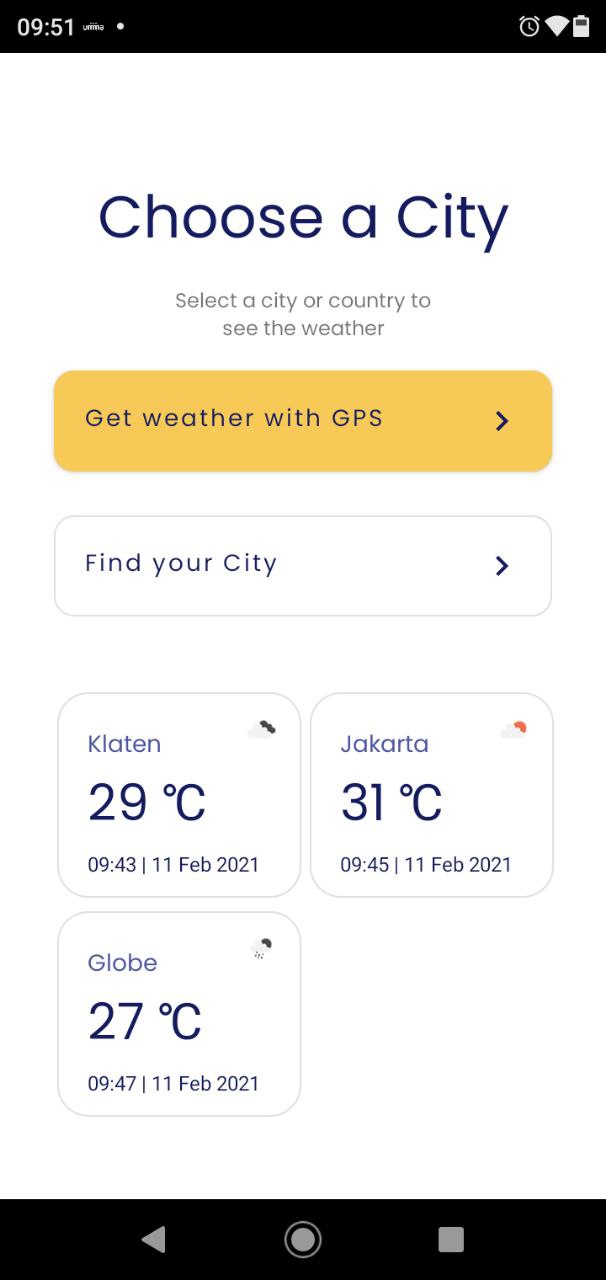 09:51
Choose a City
Select a city or country to
see the weather
Get weather with GPS
Find your City
Klaten
29 °C
09:43 | 11 Feb 2021
Jakarta
31 °C
09:45 | 11 Feb 2021
Globe
27 °C
09:47 | 11 Feb 2021